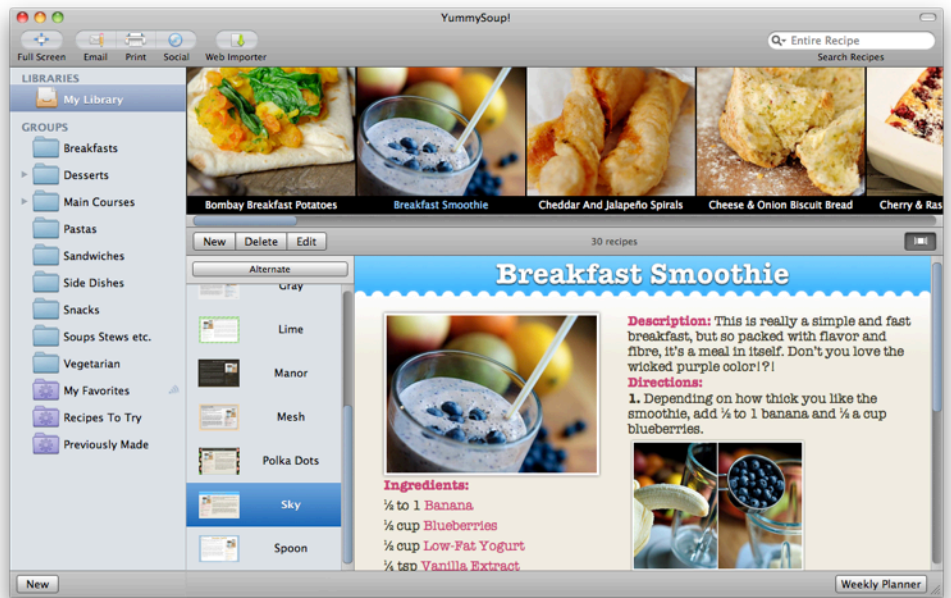 YummySoup!
Full Screen Email Print Social Web Importer
Entire Recipe
Search Recipes
LIBRARIES
My Library
GROUPS
Breakfasts
Desserts
Main Courses
Pastas
Sandwiches
Side Dishes
Snacks
Soups Stews etc.
Vegetarian
My Favorites
Recipes To Try
Previously Made
New
Bombay Breakfast Potatoes
Breakfast Smoothie
Cheddar And Jalapeño Spirals
Cheese & Onion Biscuit Bread
Cherry & Ras
New Delete Edit
30 recipes
Alternate
Gray
Lime
Manor
Mesh
Polka Dots
Sky
Spoon
Breakfast Smoothie
Ingredients:
½ to 1 Banana
½ cup Blueberries
½ cup Low-Fat Yogurt
½ tsp Vanilla Extract
Description: This is really a simple and fast
breakfast, but so packed with flavor and
fibre, it's a meal in itself. Don't you love the
wicked purple color!?!
Directions:
1. Depending on how thick you like the
smoothie, add ½ to 1 banana and ½ a cup
blueberries.
Weekly Planner